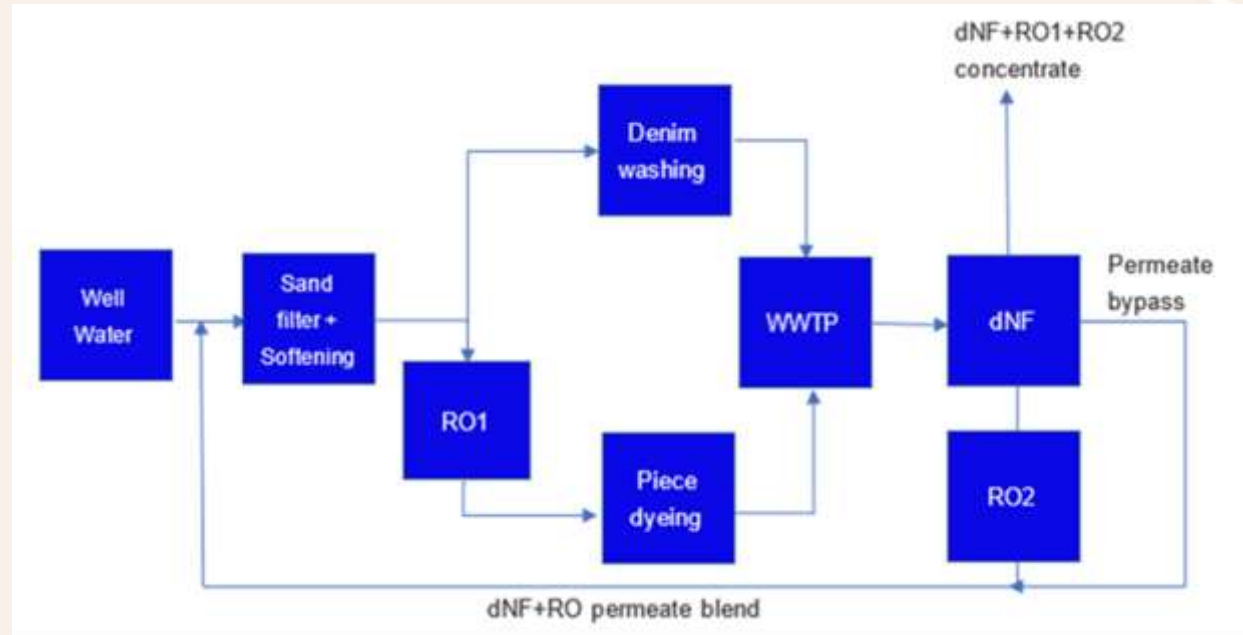 dNF+RO1+RO2
concentrate
Denim
washing
Well
Water
Sand
filter +
Softening
WWTP
dNF
Permeate
bypass
RO1
Piece
dyeing
RO2
dNF+RO permeate blend